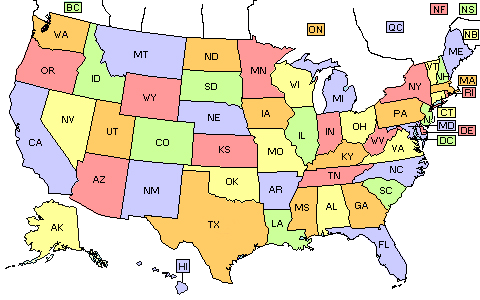 BC
NF
NS
WA
ON
QC
NB
MT
ND
MN
ME
OR
ID
SD
WI
MI
NY
VT
NH
MA
RI
WY
IA
NE
PA
CT
NJ
NV
UT
CO
IL
IN
OH
MD
DE
DC
CA
KS
MO
KY
WV
VA
AZ
NM
OK
AR
TN
NC
SC
TX
LA
MS
AL
GA
AK
HI
FL